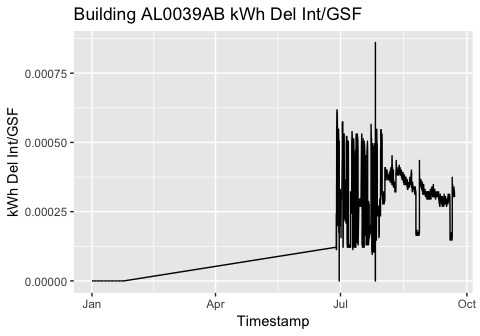 Building AL0039AB kWh Del Int/GSF
kWh Del Int/GSF
0.00075
0.00050
0.00025
0.00000
Jan Apr Jul Oct
Timestamp